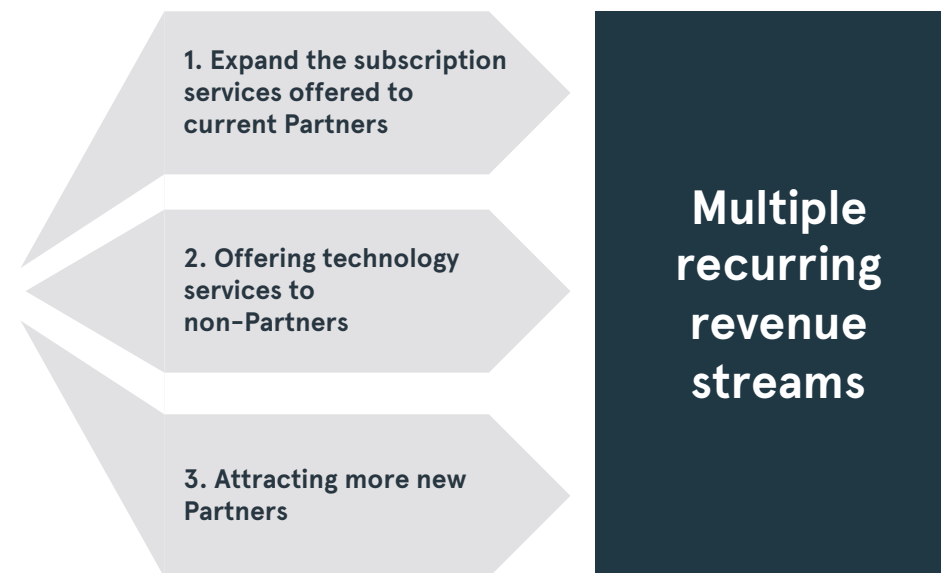 1. Expand the subscription
services offered to
current Partners
2. Offering technology
services to
non-Partners
3. Attracting more new
Partners
Multiple
recurring
revenue
streams